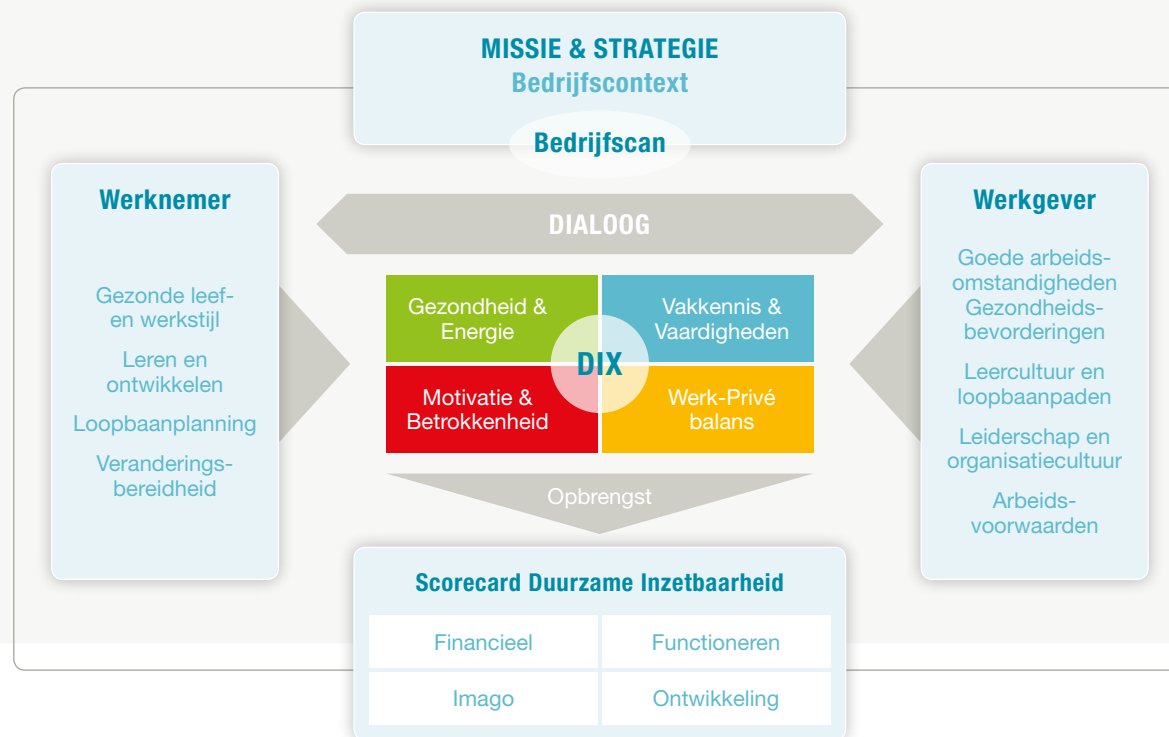 MISSIE & STRATEGIE
Bedrijfscontext
Bedrijfscan
Werknemer
Gezonde leef-
en werkstijl
Leren en
ontwikkelen
Loopbaanplanning
Veranderings-
bereidheid
DIALOOG
Gezondheid &
Energie
Vakkennis &
Vaardigheden
DIX
Motivatie &
Betrokkenheid
Werk-Privé
balans
Opbrengst
Werkgever
Goede arbeids-
omstandigheden
Gezondheids-
bevorderingen
Leercultuur en
loopbaanpaden
Leiderschap en
organisatiecultuur
Arbeids-
voorwaarden
Scorecard Duurzame Inzetbaarheid
Financieel
Functioneren
Imago
Ontwikkeling